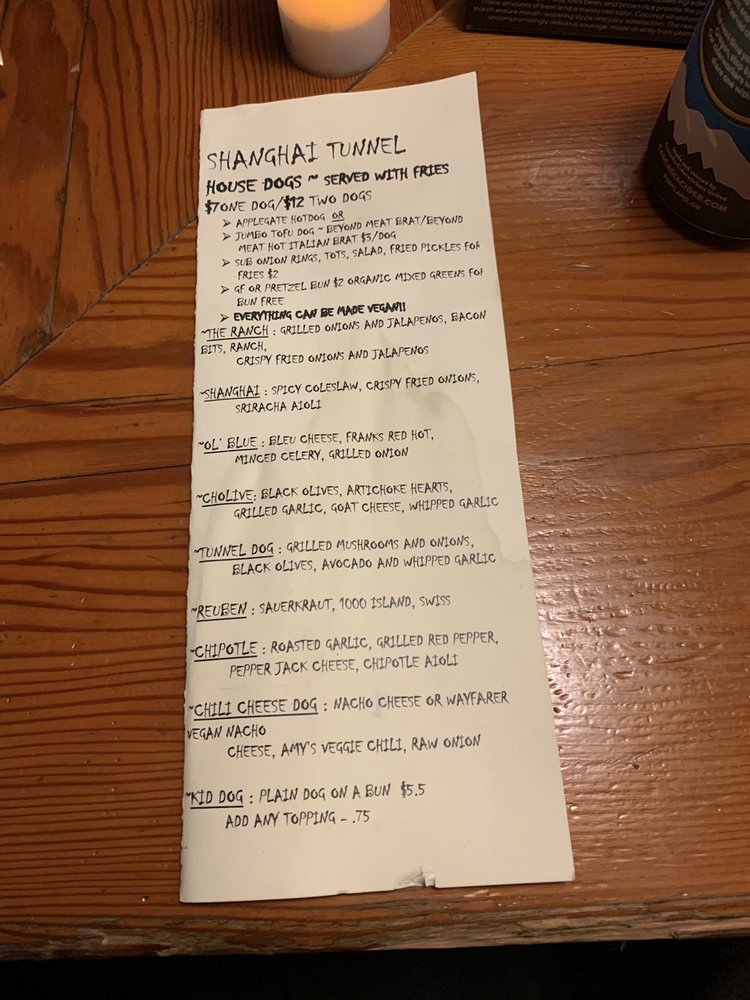 SHANGHAI TUNNEL
HOUSE DOGS ~ SERVED WITH FRIES
$7ONE DOG/$12 TWO DOGS
➢ APPLEGATE HOTDOG OR
➢ JUMBO TOFU DOG ~ BEYOND MEAT BRAT/BEYOND
MEAT HOT ITALIAN BRAT $3/DOG
➢ SUB ONION RINGS, TOTS, SALAD, FRIED PICKLES FOR
FRIES $2
➢ GF OR PRETZEL BUN $2 ORGANIC MIXED GREENS FOR
BUN FREE
➢ EVERYTHING CAN BE MADE VEGAN!!
~THE RANCH : GRILLED ONIONS AND JALAPENOS, BACON
BITS, RANCH,
CRISPY FRIED ONIONS AND JALAPENOS
~SHANGHAI : SPICY COLESLAW, CRISPY FRIED ONIONS,
SRIRACHA AIOLI
~OL' BLUE : BLEU CHEESE, FRANKS RED HOT,
MINCED CELERY, GRILLED ONION
~CHOLIVE: BLACK OLIVES, ARTICHOKE HEARTS,
GRILLED GARLIC, GOAT CHEESE, WHIPPED GARLIC
~TUNNEL DOG : GRILLED MUSHROOMS AND ONIONS,
BLACK OLIVES, AVOCADO AND WHIPPED GARLIC
~REUBEN : SAUERKRAUT, 1000 ISLAND, SWISS
~CHIPOTLE : ROASTED GARLIC, GRILLED RED PEPPER,
PEPPER JACK CHEESE, CHIPOTLE AIOLI
~CHILI CHEESE DOG : NACHO CHEESE OR WAYFARER
VEGAN NACHO
CHEESE, AMY'S VEGGIE CHILI, RAW ONION
~KID DOG : PLAIN DOG ON A BUN $5.5
ADD ANY TOPPING - .75
CASCADIACIDER.COM